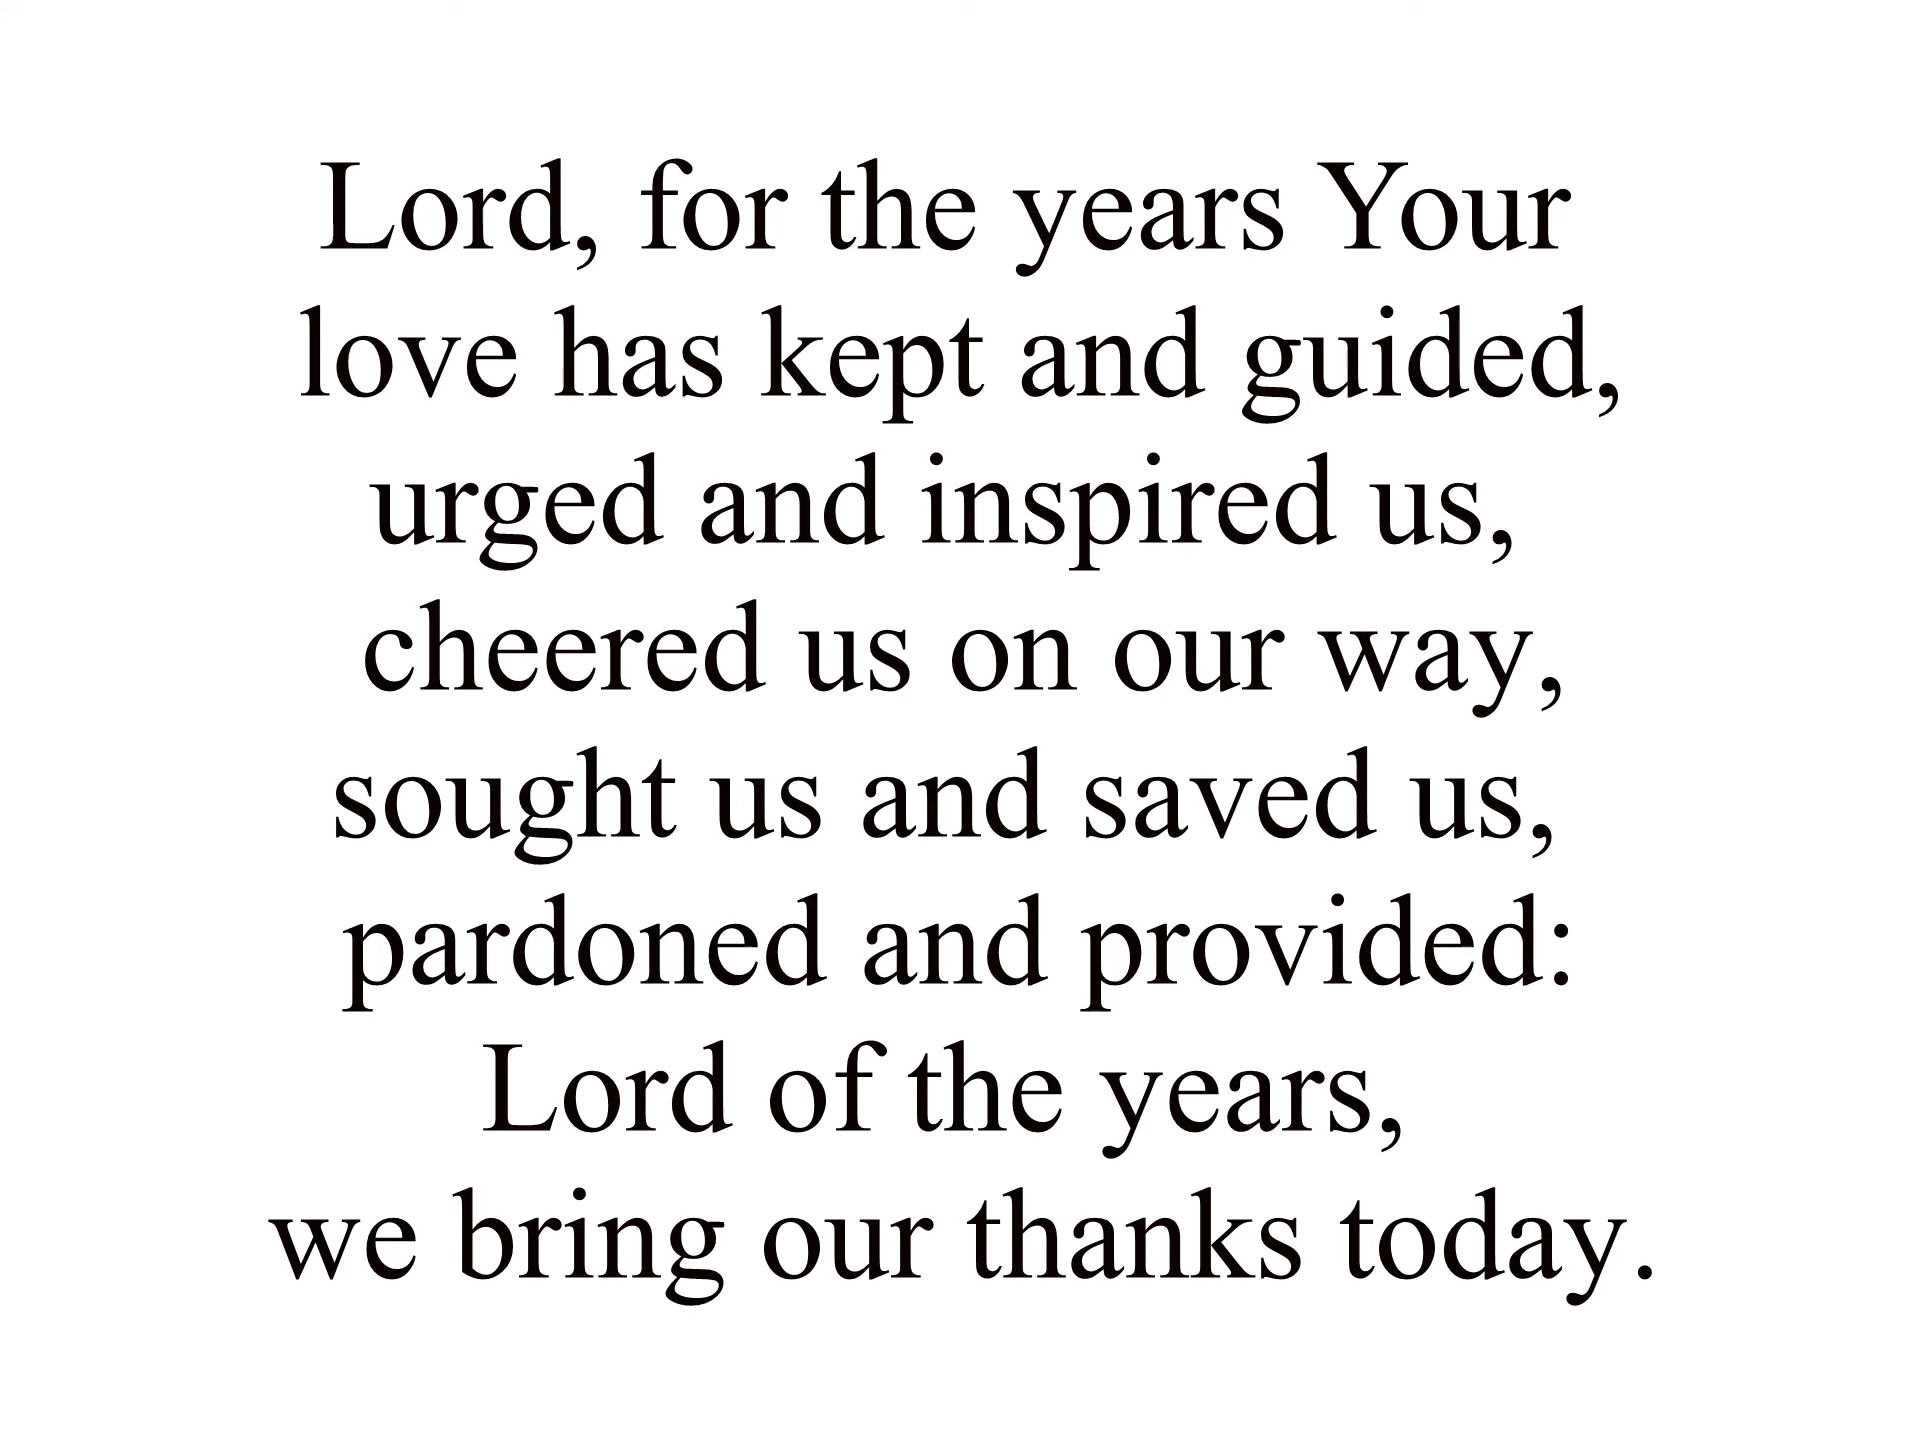 Lord, for the years Your
love has kept and guided,
urged and inspired us,
cheered us on our way,
sought us and saved us,
pardoned and provided:
Lord of the years,
we bring our thanks today.